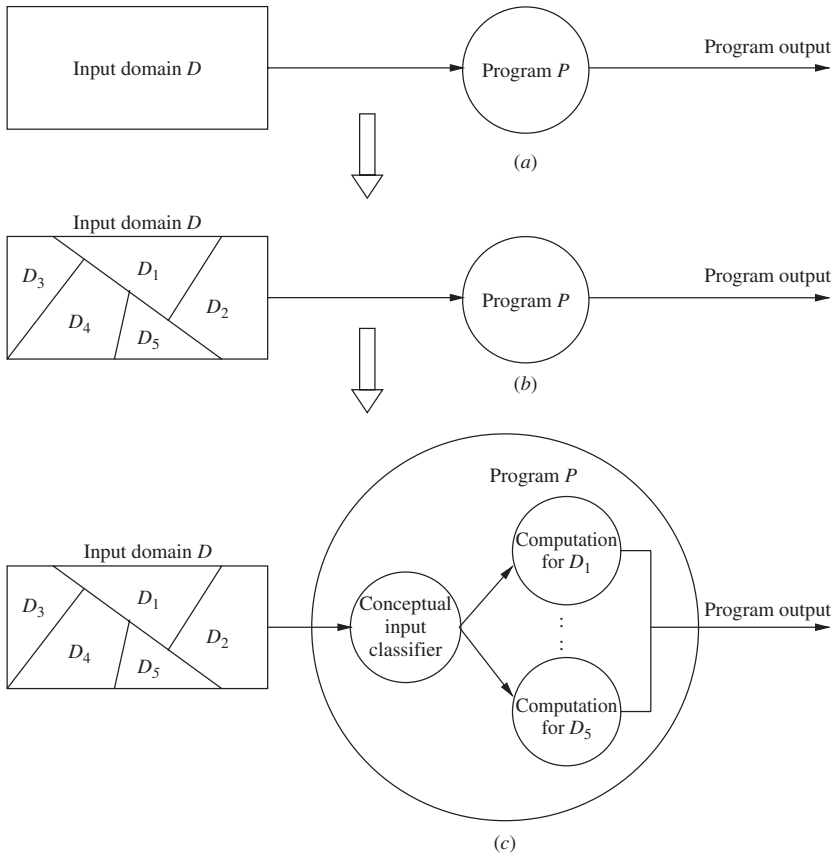 Input domain D
Program P
Program output
(a)
Input domain D
D₃
D₁
D₄
D₅
D₂
Program P
Program output
(b)
Program P
Input domain D
D₃
D₁
D₄
D₅
D₂
Conceptual
input
classifier
Computation
for D₁
⋮ ⋮
Computation
for D₅
Program output
(c)